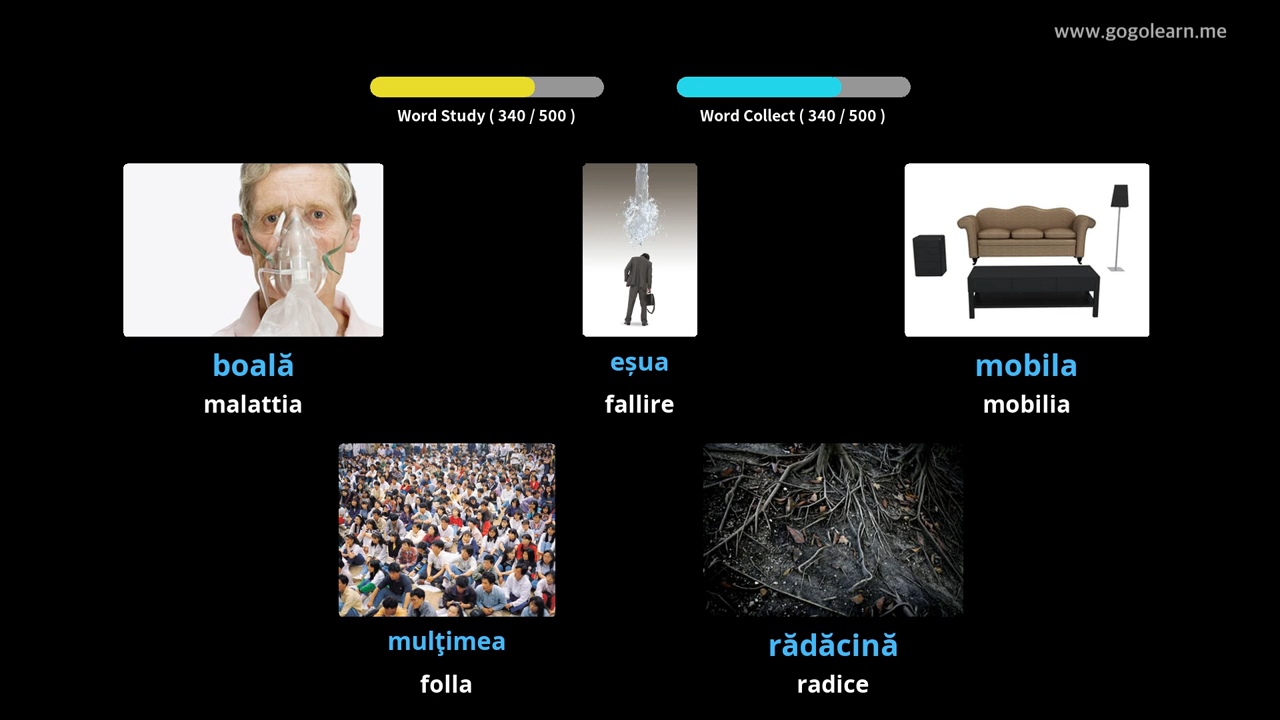 www.gogolearn.me
Word Study ( 340 / 500 )
Word Collect ( 340 / 500 )
boală
malattia
eșua
fallire
mobila
mobilia
mulţimea
folla
rădăcină
radice